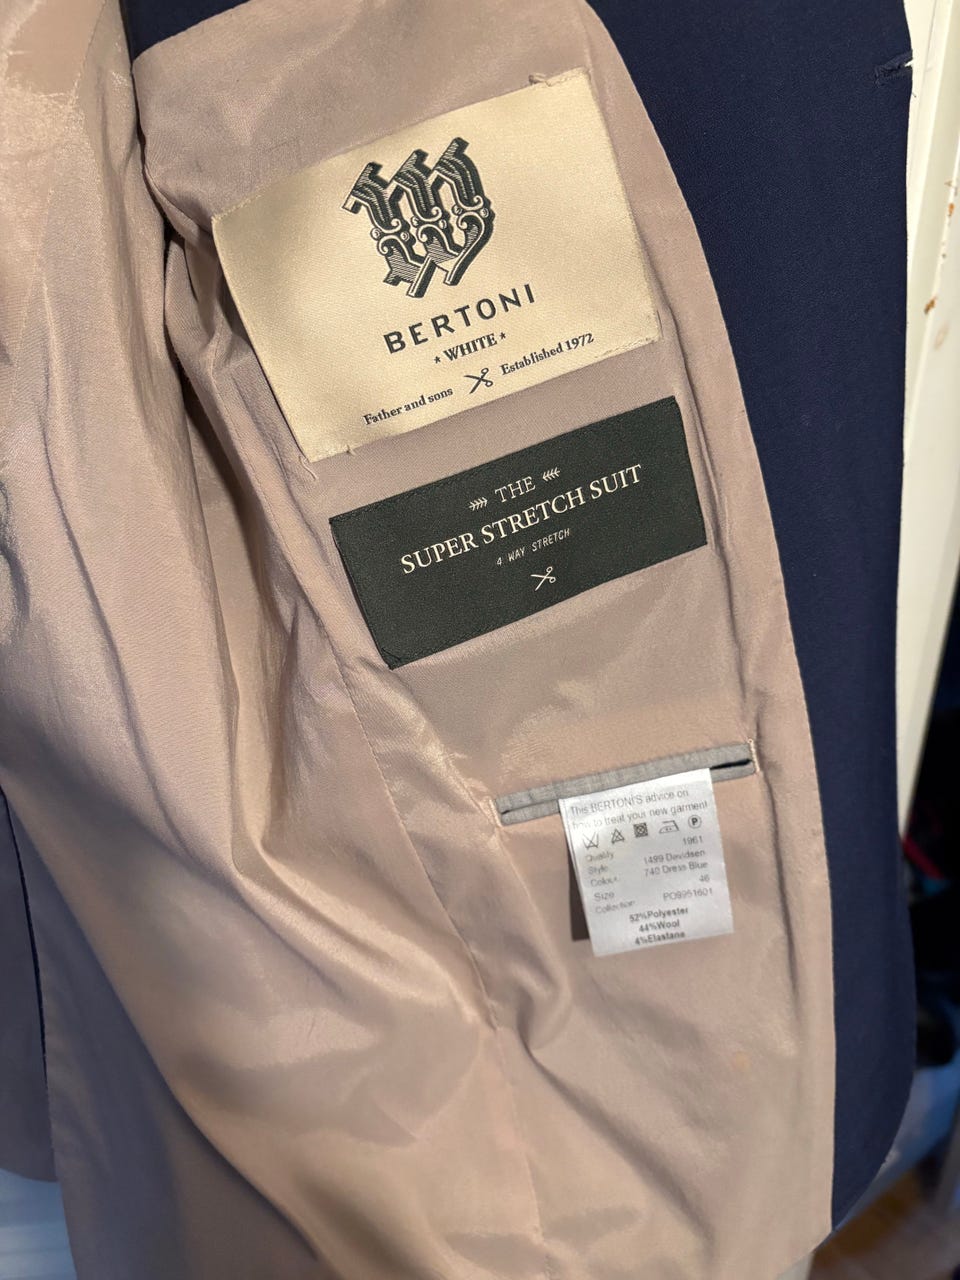 BERTONI
* WHITE *
Father and sons Established 1972
THE
SUPER STRETCH SUIT
4 WAY STRETCH
This BERTONI'S advice on
how to treat your new garment
P
Quality 1961
Style 1499 Davidsen
Colour 740 Dress Blue
Size 46
Collection PO8951601
52%Polyester
44%Wool
4%Elastane